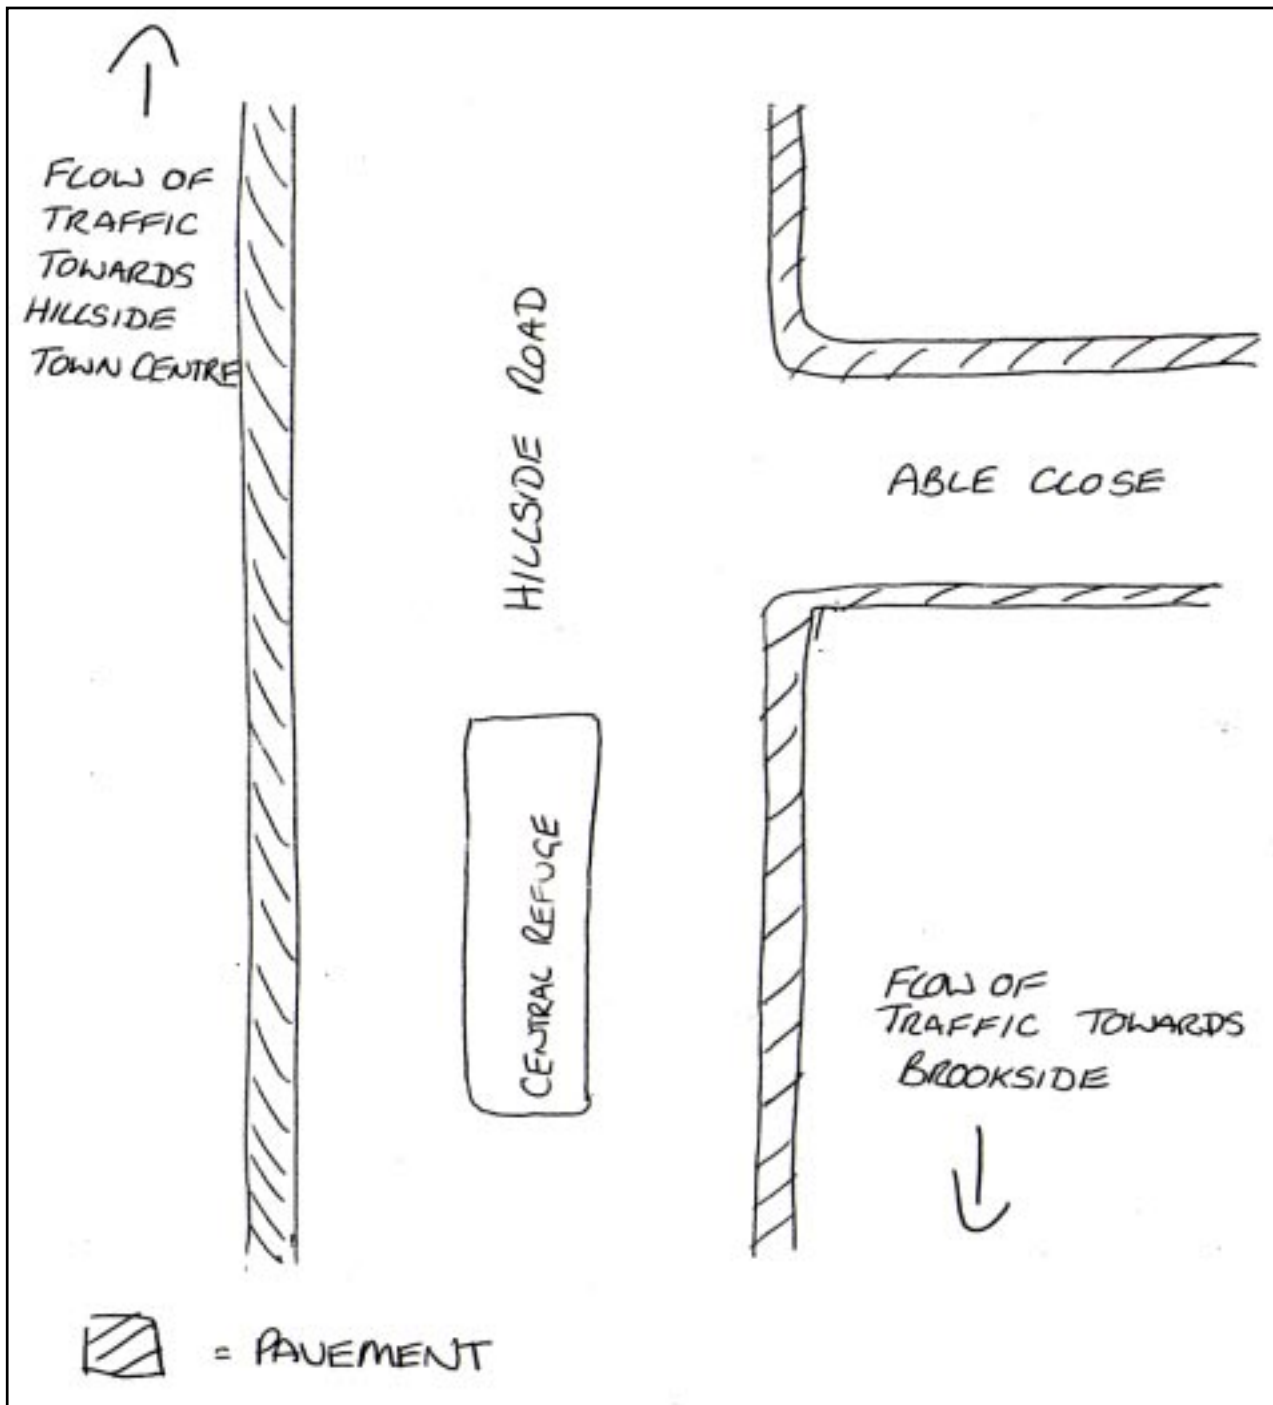 FLOW OF
TRAFFIC
TOWARDS
HILLSIDE
TOWN CENTRE
HILLSIDE ROAD
ABLE CLOSE
CENTRAL REFUGE
FLOW OF
TRAFFIC TOWARDS
BROOKSIDE
= PAVEMENT